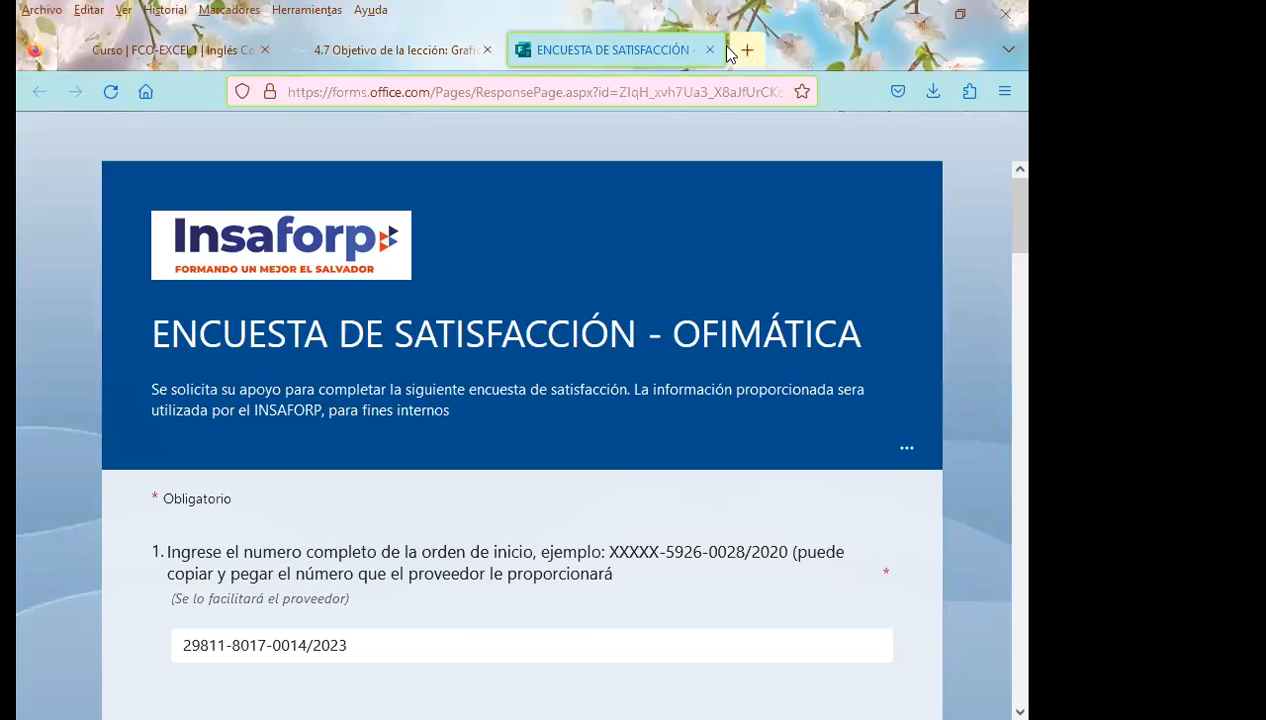 Archivo Editar Ver Historial Marcadores Herramientas Ayuda
Curso | FCO-EXCEL1 | Inglés Co
4.7 Objetivo de la lección: Grafic
ENCUESTA DE SATISFACCIÓN -
https://forms.office.com/Pages/ResponsePage.aspx?id=ZIqH_xvh7Ua3_X8aJfUrCKc
Insaforp
FORMANDO UN MEJOR EL SALVADOR
ENCUESTA DE SATISFACCIÓN - OFIMÁTICA
Se solicita su apoyo para completar la siguiente encuesta de satisfacción. La información proporcionada sera
utilizada por el INSAFORP, para fines internos
* Obligatorio
1. Ingrese el numero completo de la orden de inicio, ejemplo: XXXXX-5926-0028/2020 (puede
copiar y pegar el número que el proveedor le proporcionará *
(Se lo facilitará el proveedor)
29811-8017-0014/2023